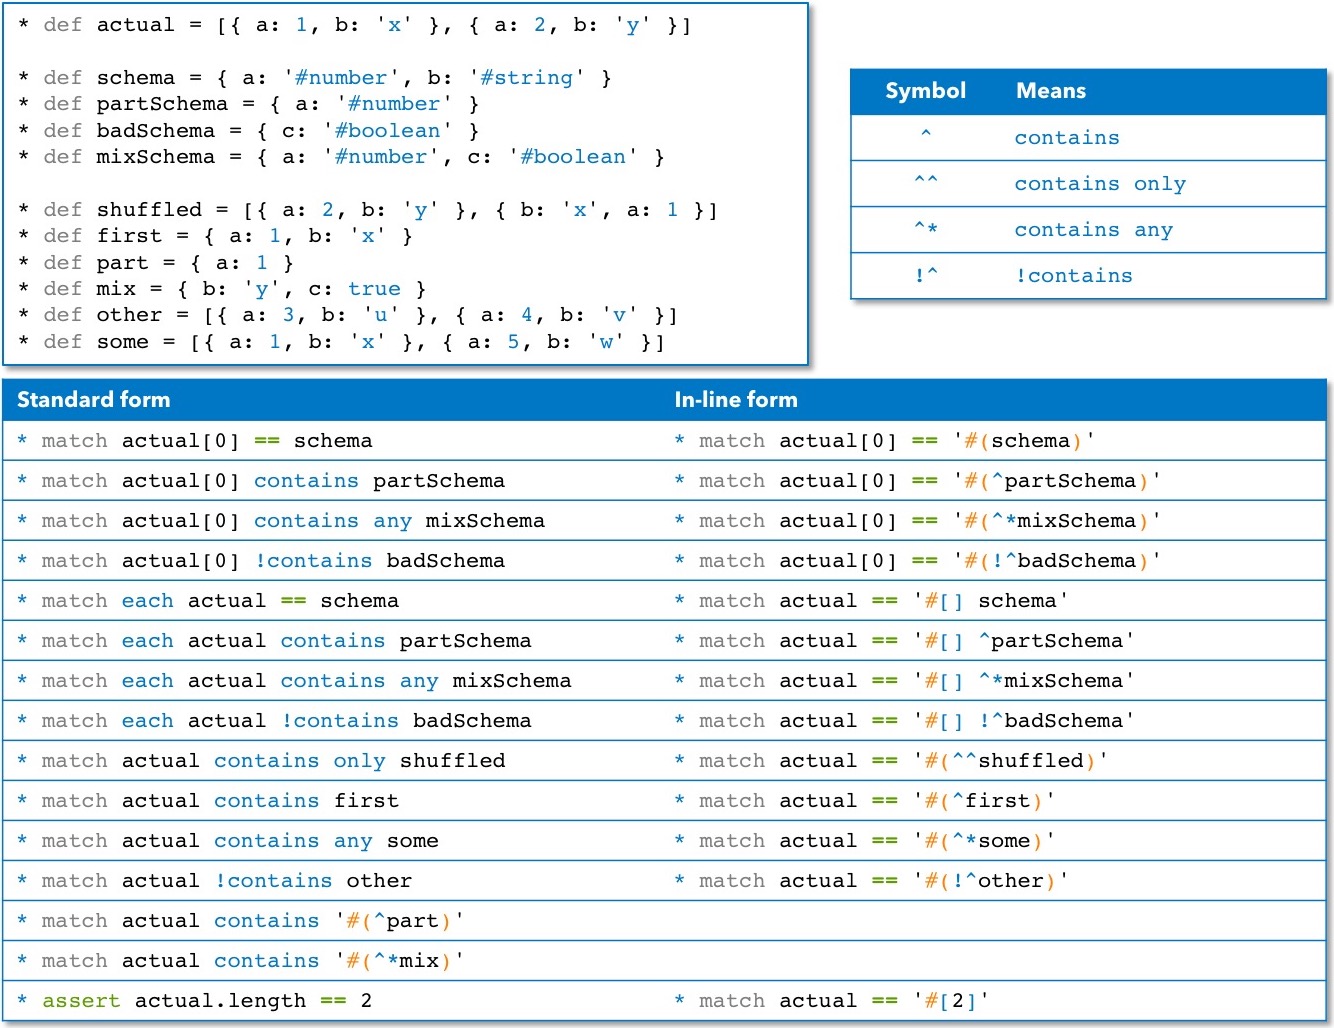 * def actual = [{ a: 1, b: 'x' }, { a: 2, b: 'y' }]
* def schema = { a: '#number', b: '#string' }
* def partSchema = { a: '#number' }
* def badSchema = { c: '#boolean' }
* def mixSchema = { a: '#number', c: '#boolean' }
* def shuffled = [{ a: 2, b: 'y' }, { b: 'x', a: 1 }]
* def first = { a: 1, b: 'x' }
* def part = { a: 1 }
* def mix = { b: 'y', c: true }
* def other = [{ a: 3, b: 'u' }, { a: 4, b: 'v' }]
* def some = [{ a: 1, b: 'x' }, { a: 5, b: 'w' }]
Symbol Means
^ contains
^^ contains only
^* contains any
!^ !contains
Standard form In-line form
* match actual[0] == schema * match actual[0] == '#(schema)'
* match actual[0] contains partSchema * match actual[0] == '#(^partSchema)'
* match actual[0] contains any mixSchema * match actual[0] == '#(^*mixSchema)'
* match actual[0] !contains badSchema * match actual[0] == '#(!^badSchema)'
* match each actual == schema * match actual == '#[] schema'
* match each actual contains partSchema * match actual == '#[] ^partSchema'
* match each actual contains any mixSchema * match actual == '#[] ^*mixSchema'
* match each actual !contains badSchema * match actual == '#[] !^badSchema'
* match actual contains only shuffled * match actual == '#(^^shuffled)'
* match actual contains first * match actual == '#(^first)'
* match actual contains any some * match actual == '#(^*some)'
* match actual !contains other * match actual == '#(!^other)'
* match actual contains '#(^part)'
* match actual contains '#(^*mix)'
* assert actual.length == 2 * match actual == '#[2]'